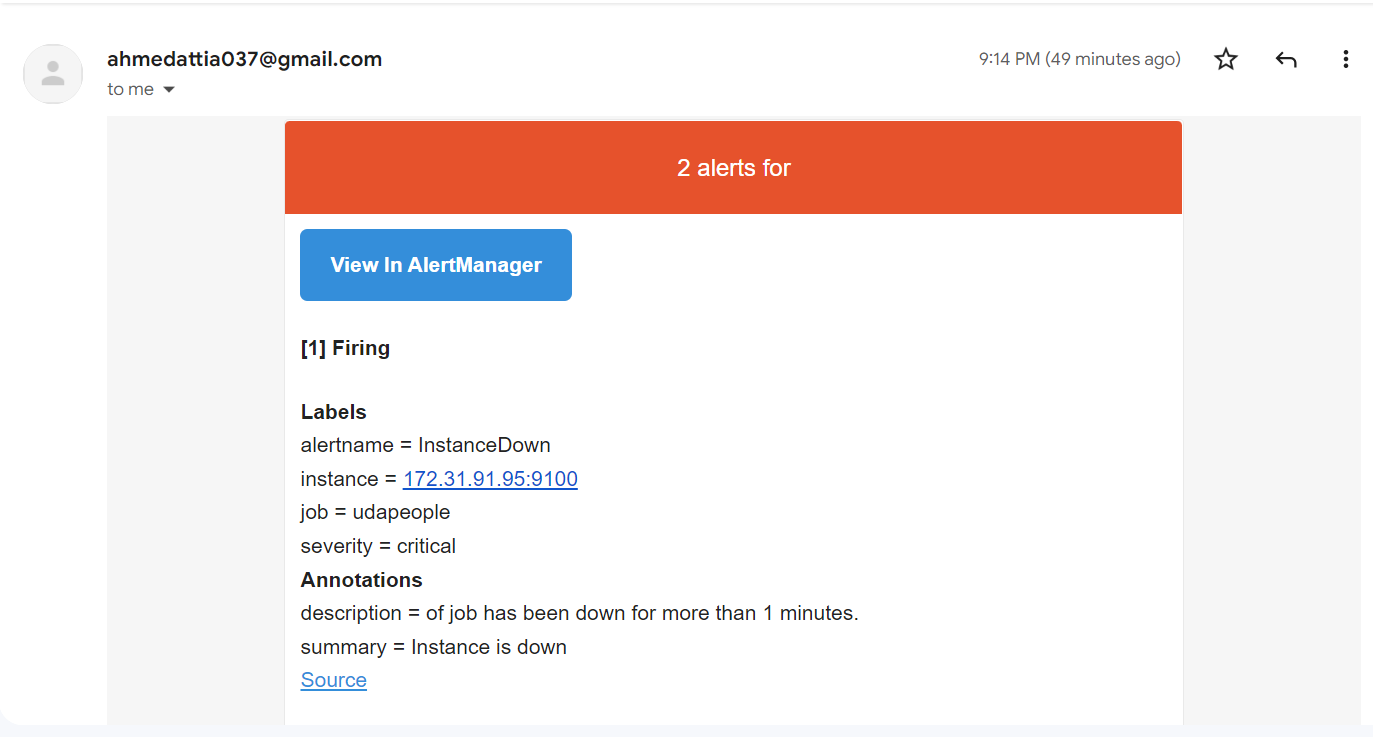 ahmedattia037@gmail.com
9:14 PM (49 minutes ago)
to me
2 alerts for
View In AlertManager
[1] Firing
Labels
alertname = InstanceDown
instance = 172.31.91.95:9100
job = udapeople
severity = critical
Annotations
description = of job has been down for more than 1 minutes.
summary = Instance is down
Source